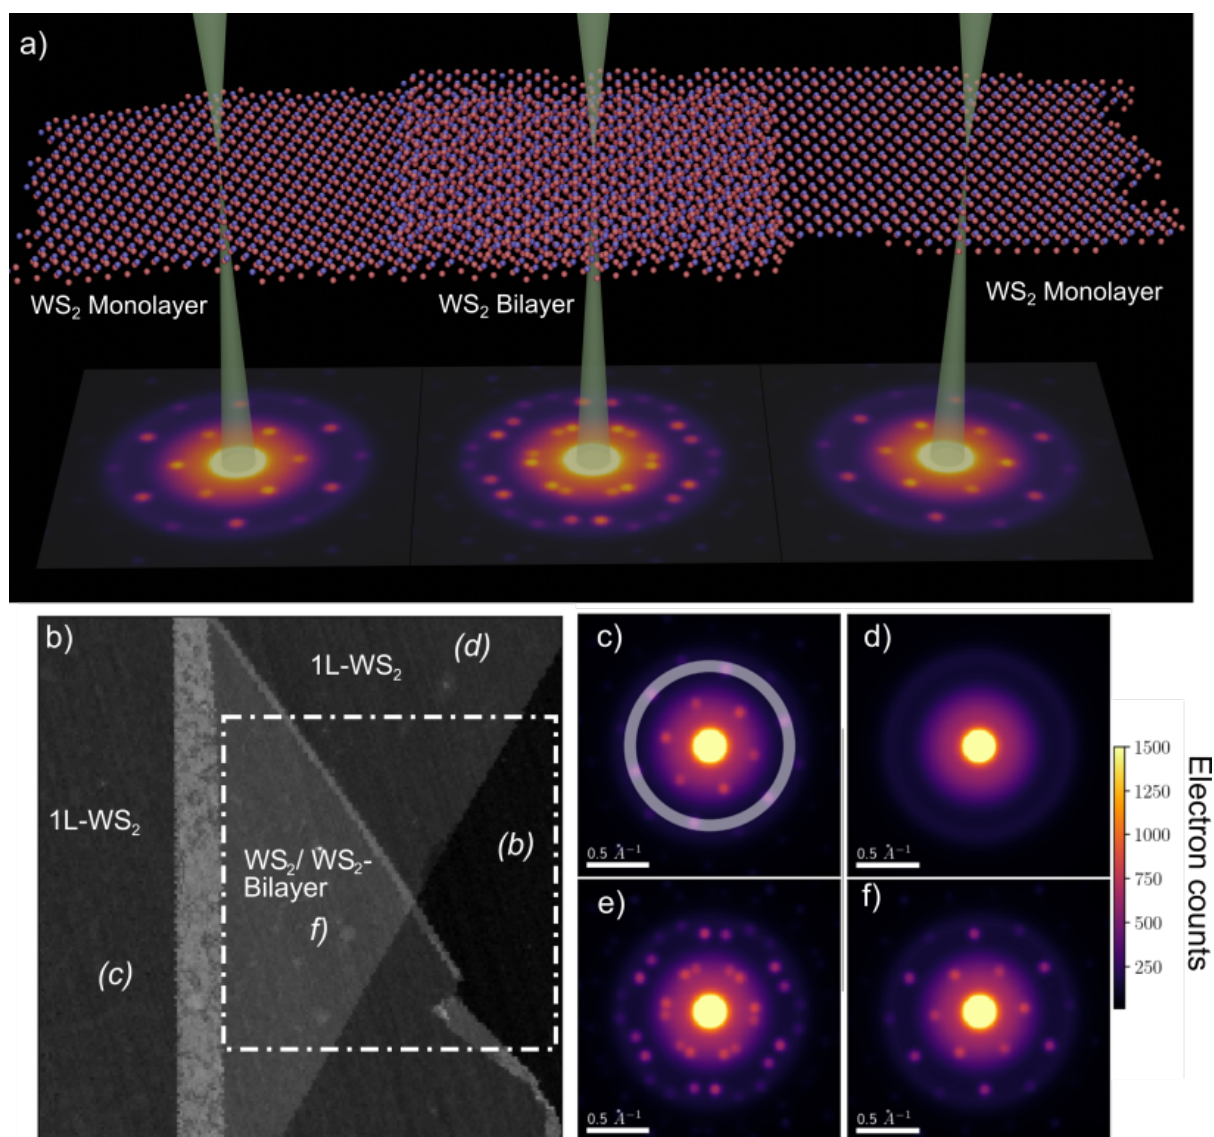 a)
WS₂ Monolayer
WS₂ Bilayer
WS₂ Monolayer
b)
1L-WS₂
(d)
1L-WS₂
(b)
WS₂/ WS₂-
Bilayer
f)
(c)
c)
0.5 Å⁻¹
d)
0.5 Å⁻¹
e)
0.5 Å⁻¹
f)
0.5 Å⁻¹
1500
1250
1000
750
500
250
Electron counts